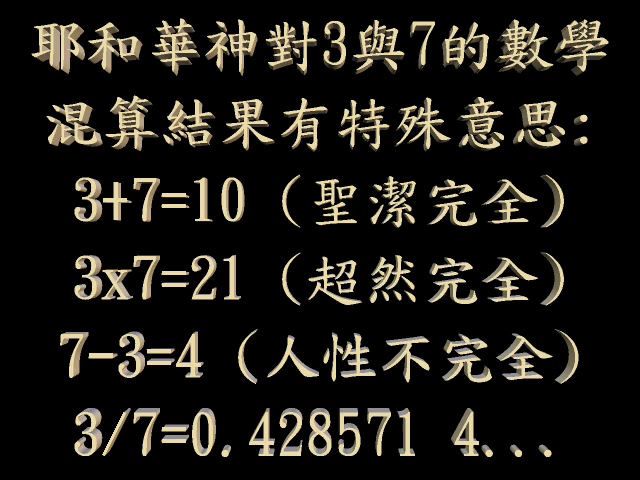 耶和華神對3與7的數學
混算結果有特殊意思:
3+7=10（聖潔完全）
3x7=21（超然完全）
7-3=4（人性不完全）
3/7=0.428571 4...